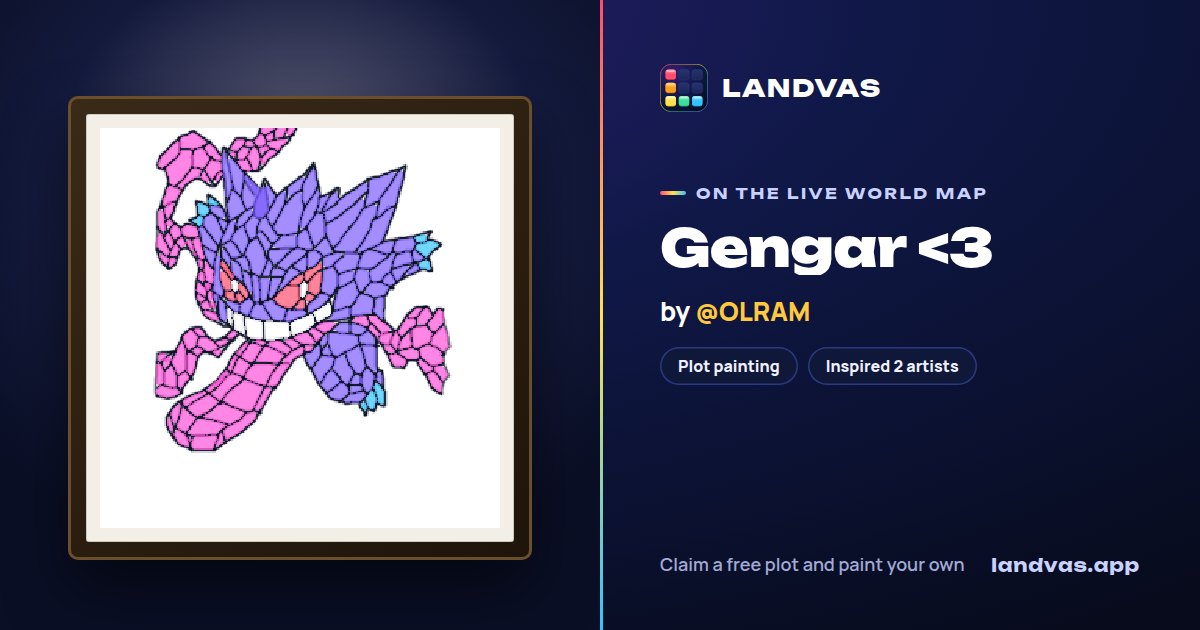 LANDVAS
ON THE LIVE WORLD MAP
Gengar <3
by @OLRAM
Plot painting
Inspired 2 artists
Claim a free plot and paint your own
landvas.app